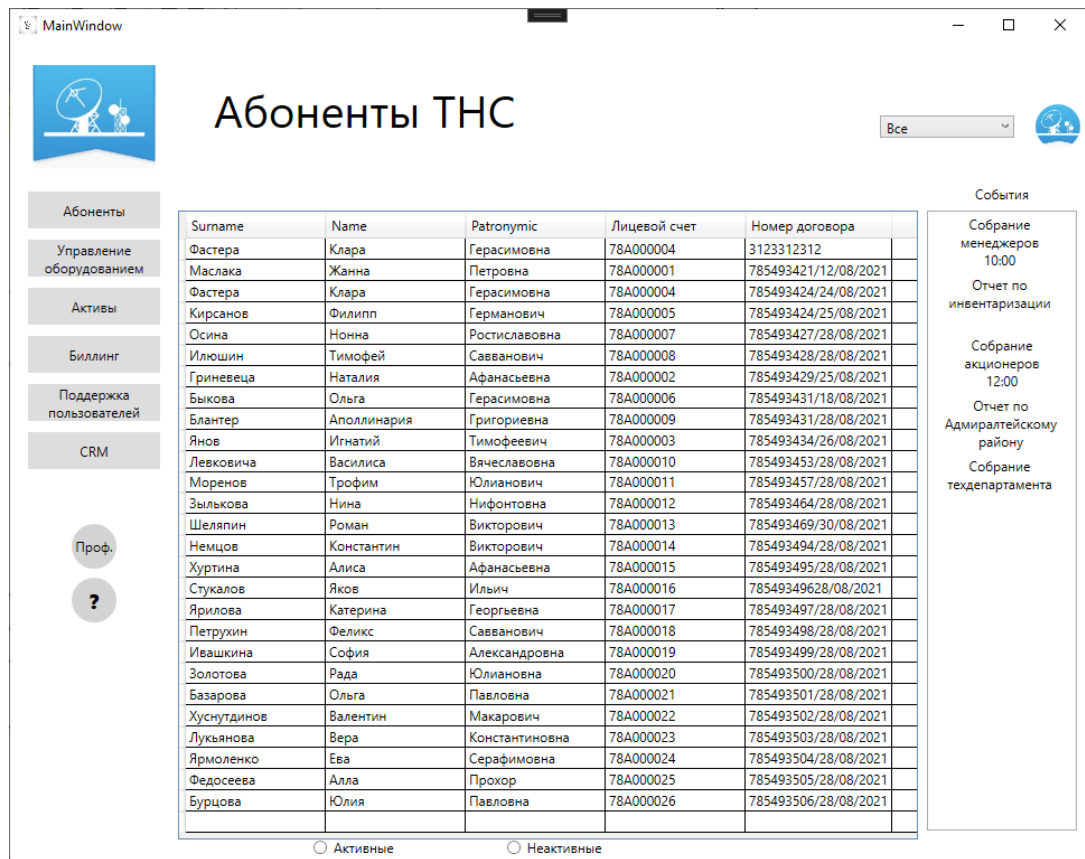 MainWindow
Абоненты ТНС
Все
События
Абоненты
Управление
оборудованием
Активы
Биллинг
Поддержка
пользователей
CRM
Проф.
?
Surname Name Patronymic Лицевой счет Номер договора
Фастера Клара Герасимовна 78А000004 3123312312
Маслака Жанна Петровна 78А000001 785493421/12/08/2021
Фастера Клара Герасимовна 78А000004 785493424/24/08/2021
Кирсанов Филипп Германович 78А000005 785493424/25/08/2021
Осина Нонна Ростиславовна 78А000007 785493427/28/08/2021
Илюшин Тимофей Савванович 78А000008 785493428/28/08/2021
Гриневеца Наталия Афанасьевна 78А000002 785493429/25/08/2021
Быкова Ольга Герасимовна 78А000006 785493431/18/08/2021
Блантер Аполлинария Григориевна 78А000009 785493431/28/08/2021
Янов Игнатий Тимофеевич 78А000003 785493434/26/08/2021
Левковича Василиса Вячеславовна 78А000010 785493453/28/08/2021
Моренов Трофим Юлианович 78А000011 785493457/28/08/2021
Зылькова Нина Нифонтовна 78А000012 785493464/28/08/2021
Шеляпин Роман Викторович 78А000013 785493469/30/08/2021
Немцов Константин Викторович 78А000014 785493494/28/08/2021
Хуртина Алиса Афанасьевна 78А000015 785493495/28/08/2021
Стукалов Яков Ильич 78А000016 78549349628/08/2021
Ярилова Катерина Георгьевна 78А000017 785493497/28/08/2021
Петрухин Феликс Савванович 78А000018 785493498/28/08/2021
Ивашкина София Александровна 78А000019 785493499/28/08/2021
Золотова Рада Юлиановна 78А000020 785493500/28/08/2021
Базарова Ольга Павловна 78А000021 785493501/28/08/2021
Хуснутдинов Валентин Макарович 78А000022 785493502/28/08/2021
Лукьянова Вера Константиновна 78А000023 785493503/28/08/2021
Ярмоленко Ева Серафимовна 78А000024 785493504/28/08/2021
Федосеева Алла Прохор 78А000025 785493505/28/08/2021
Бурцова Юлия Павловна 78А000026 785493506/28/08/2021
Активные Неактивные
Собрание
менеджеров
10:00
Отчет по
инвентаризации
Собрание
акционеров
12:00
Отчет по
Адмиралтейскому
району
Собрание
техдепартамента